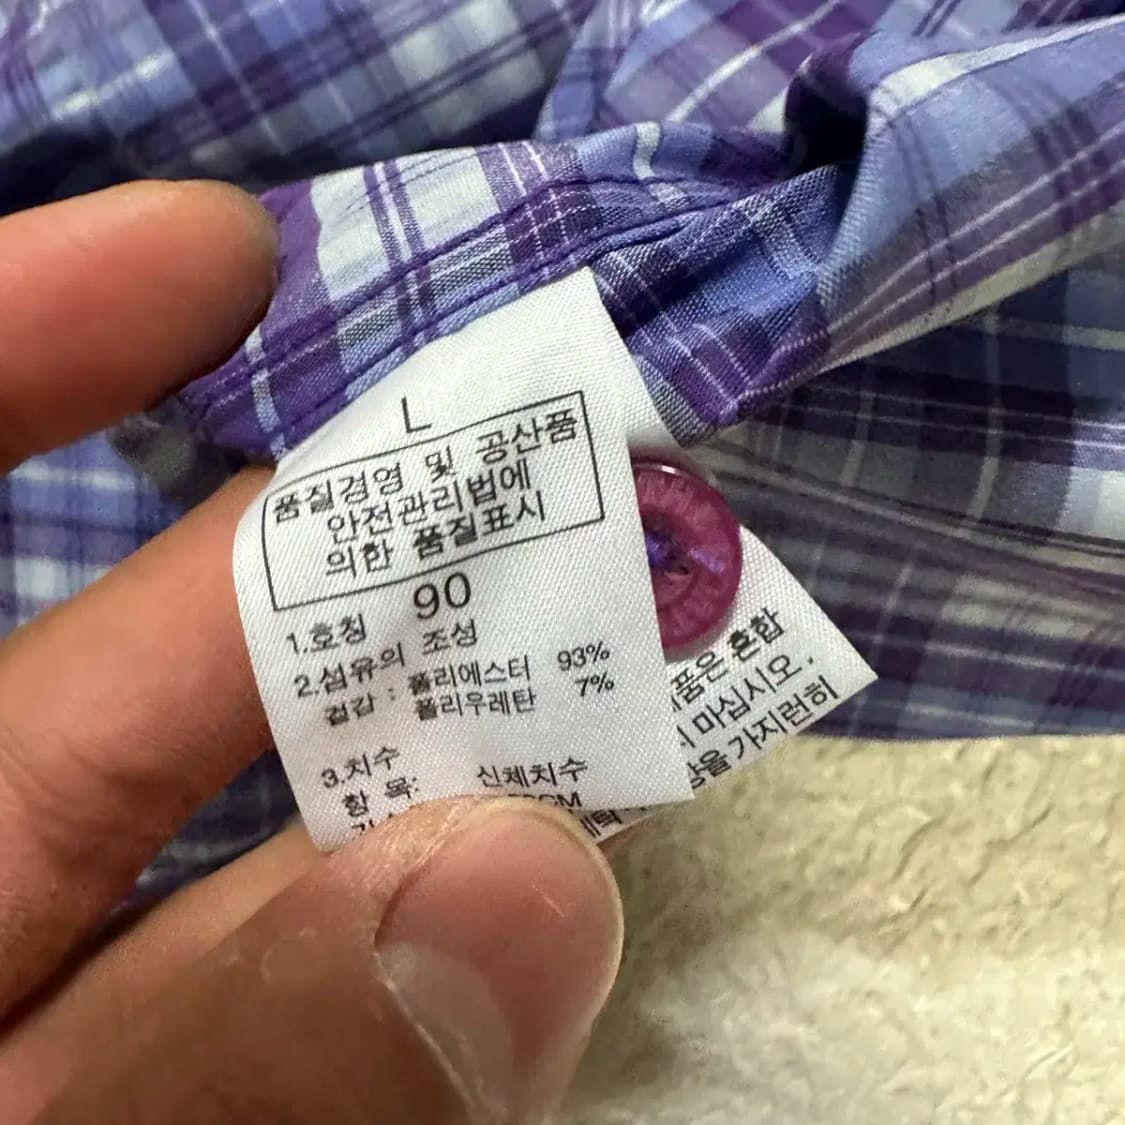 L
품질경영 및 공산품
안전관리법에
의한 품질표시
1.호칭 90
2.섬유의 조성
겉감 : 폴리에스터 93%
폴리우레탄 7%
3.치수
항 목: 신체치수
혼합
마십시오.
가지런히